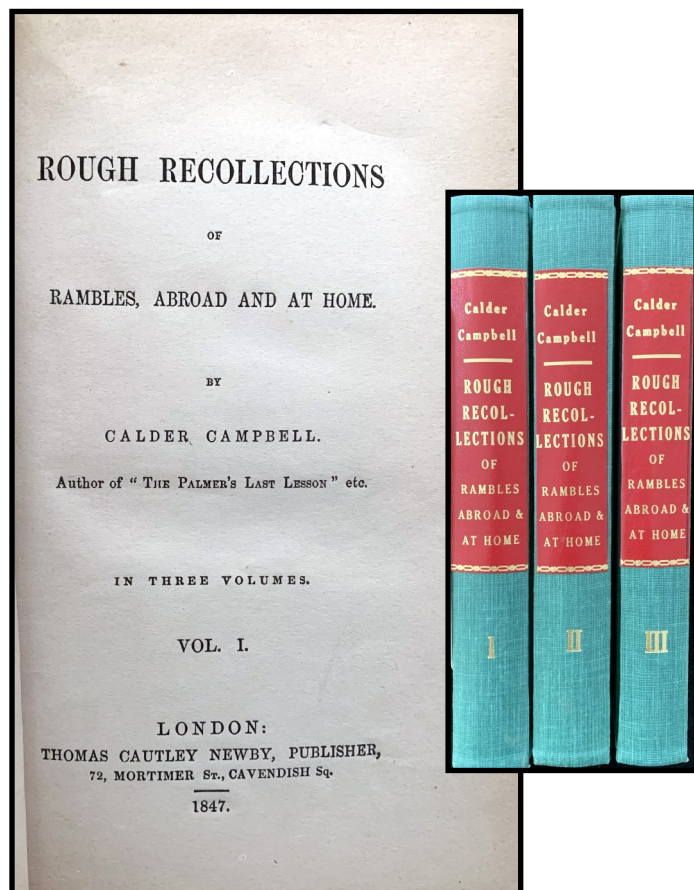 ROUGH RECOLLECTIONS
OF
RAMBLES, ABROAD AND AT HOME.
BY
CALDER CAMPBELL.
Author of “THE PALMER'S LAST LESSON” etc.
IN THREE VOLUMES.
VOL. I.
LONDON:
THOMAS CAUTLEY NEWBY, PUBLISHER,
72, MORTIMER ST., CAVENDISH Sq.
1847.
Calder
Campbell
ROUGH
RECOL-
LECTIONS
OF
RAMBLES
ABROAD &
AT HOME
I
Calder
Campbell
ROUGH
RECOL-
LECTIONS
OF
RAMBLES
ABROAD &
AT HOME
II
Calder
Campbell
ROUGH
RECOL-
LECTIONS
OF
RAMBLES
ABROAD &
AT HOME
III